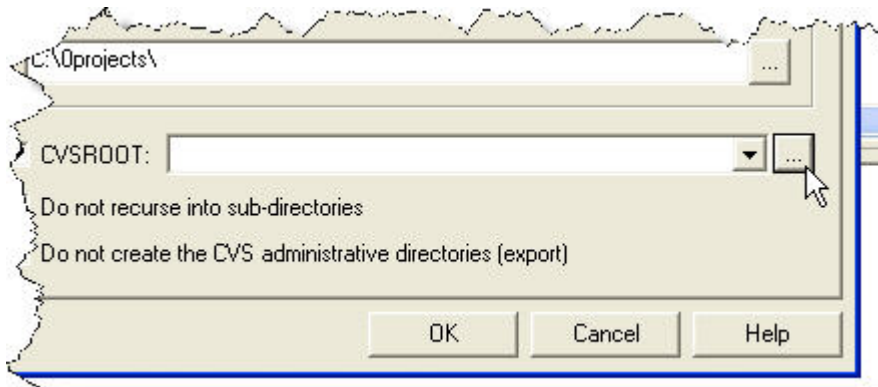 C:\0projects\
...
CVSROOT:
...
Do not recurse into sub-directories
Do not create the CVS administrative directories (export)
OK Cancel Help